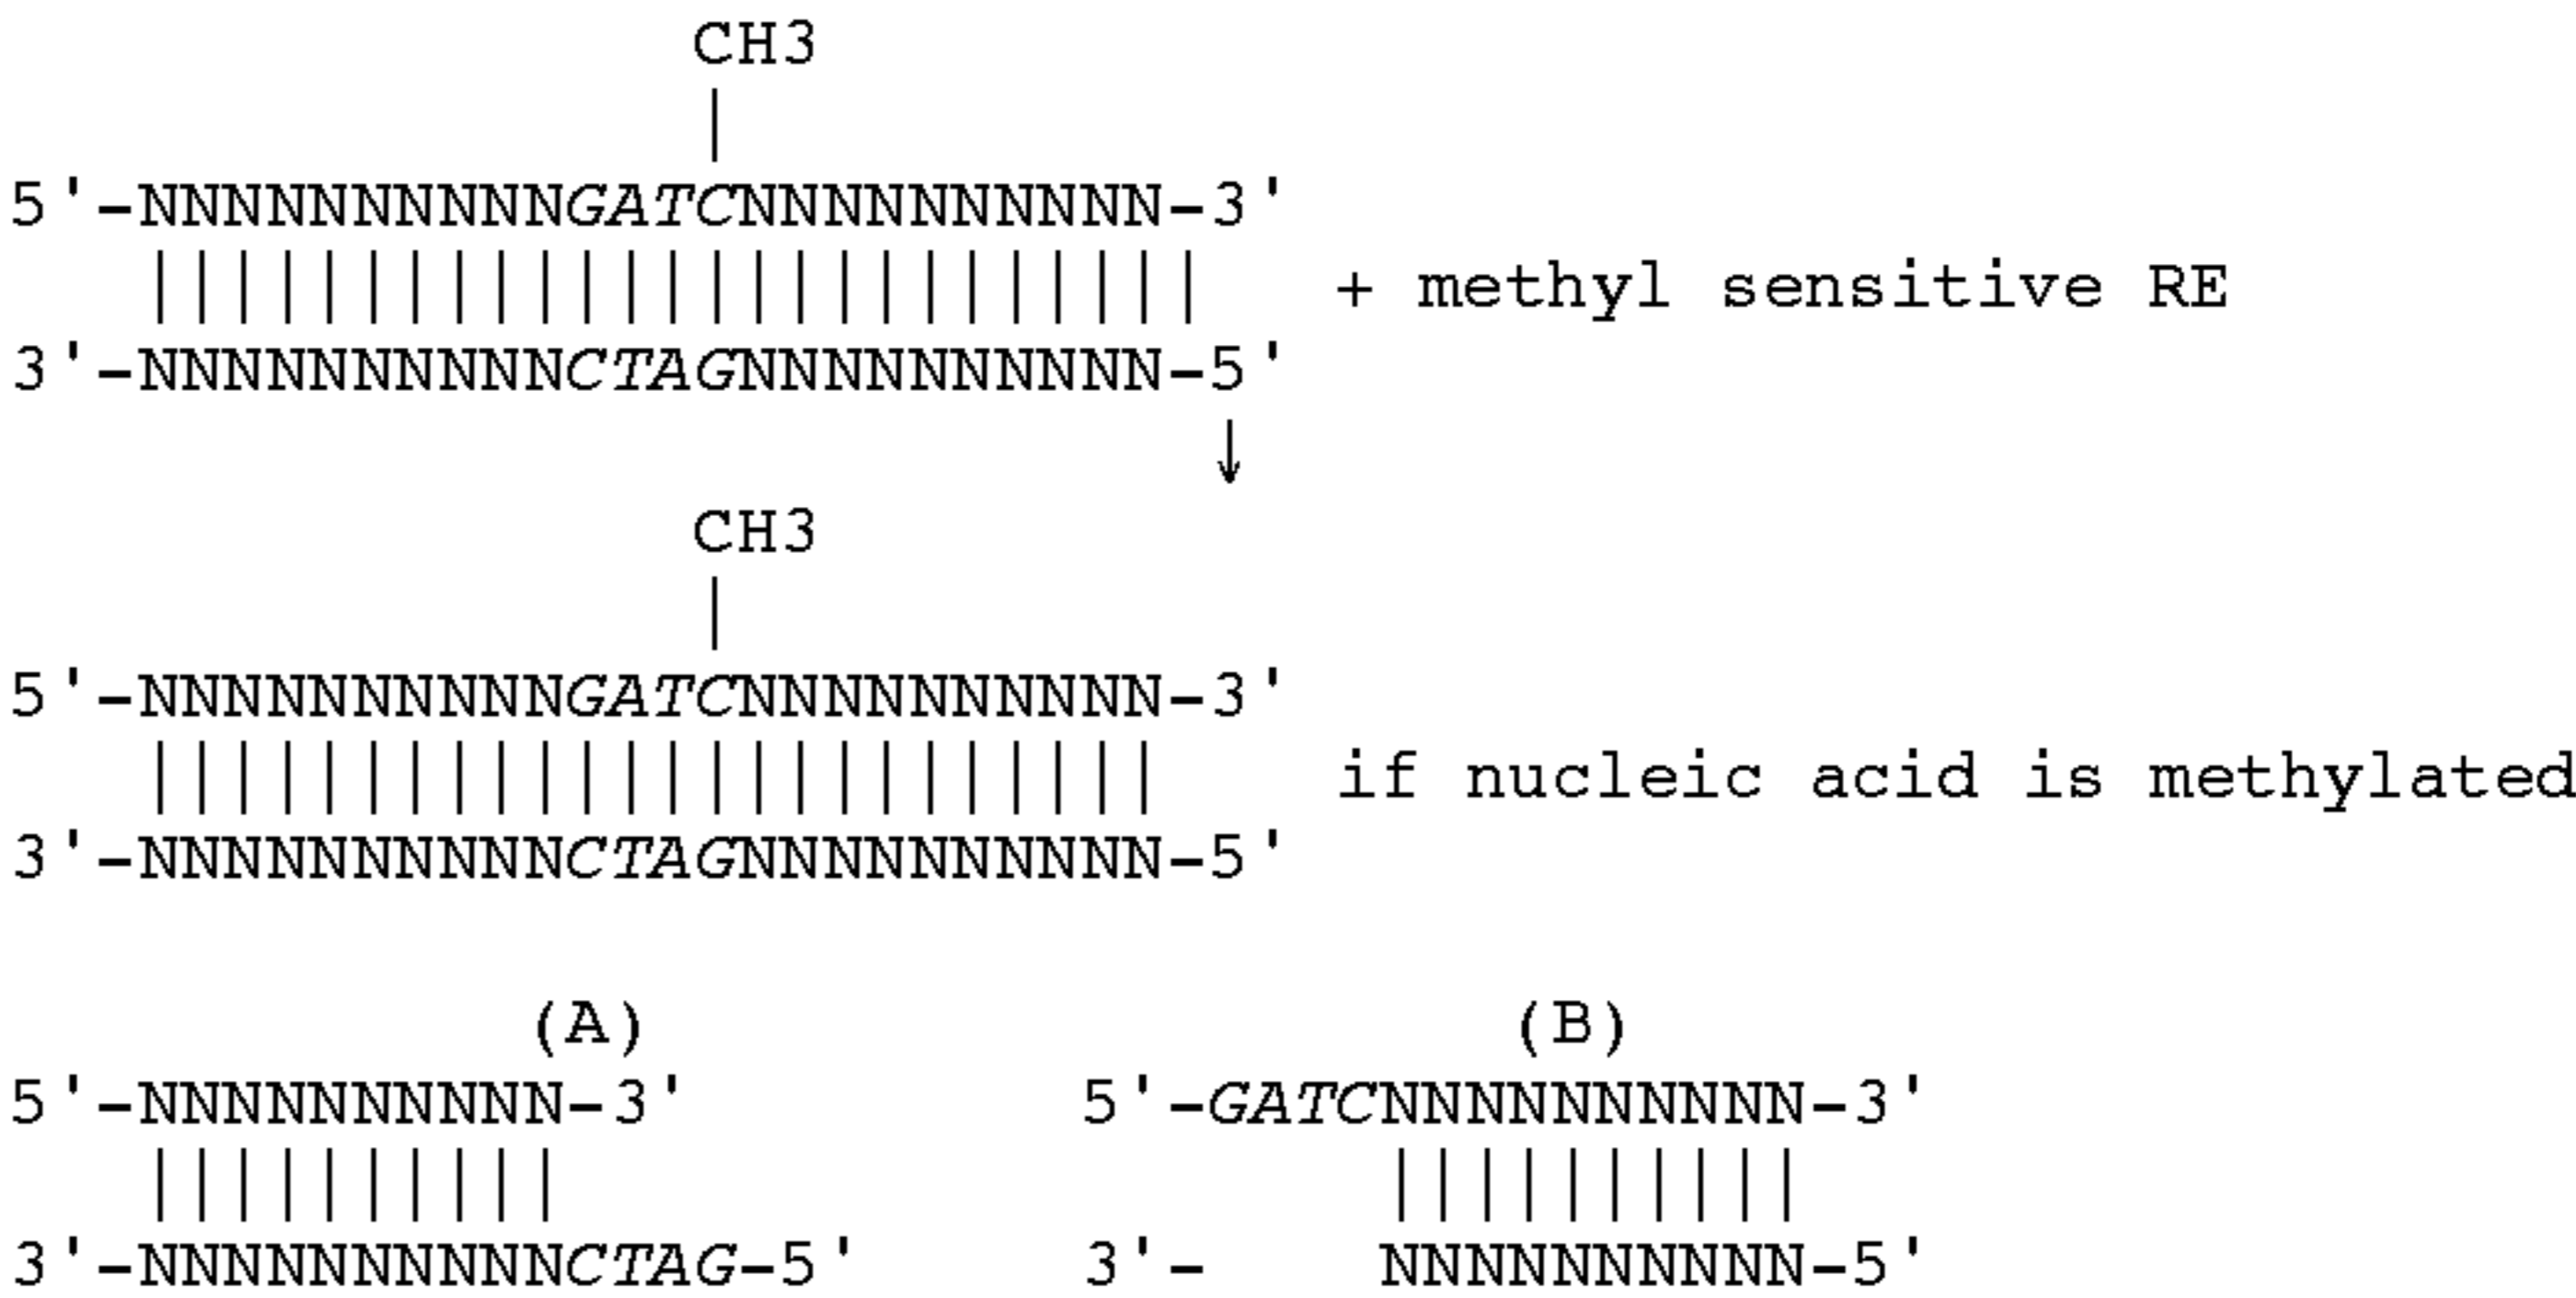 CH3
5'-NNNNNNNNNNGATCNNNNNNNNNN-3'
+ methyl sensitive RE
3'-NNNNNNNNNNCTAGNNNNNNNNNN-5'
CH3
5'-NNNNNNNNNNGATCNNNNNNNNNN-3'
if nucleic acid is methylated
3'-NNNNNNNNNNCTAGNNNNNNNNNN-5'
(A) (B)
5'-NNNNNNNNNN-3' 5'-GATCNNNNNNNNNN-3'
3'-NNNNNNNNNNCTAG-5' 3'- NNNNNNNNNN-5'